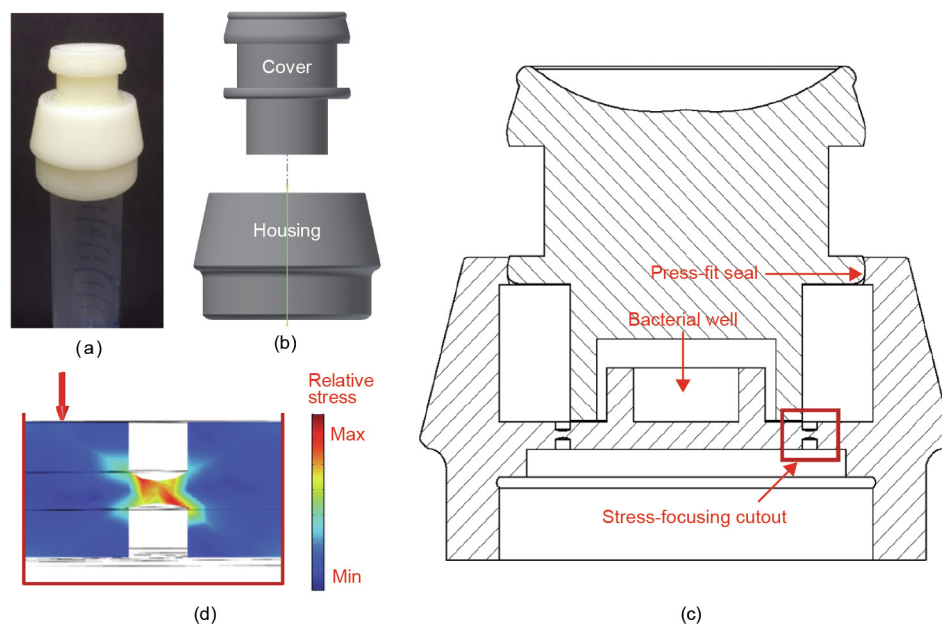 Cover
Housing
(a)
(b)
Press-fit seal
Bacterial well
Stress-focusing cutout
(c)
Relative
stress
Max
Min
(d)